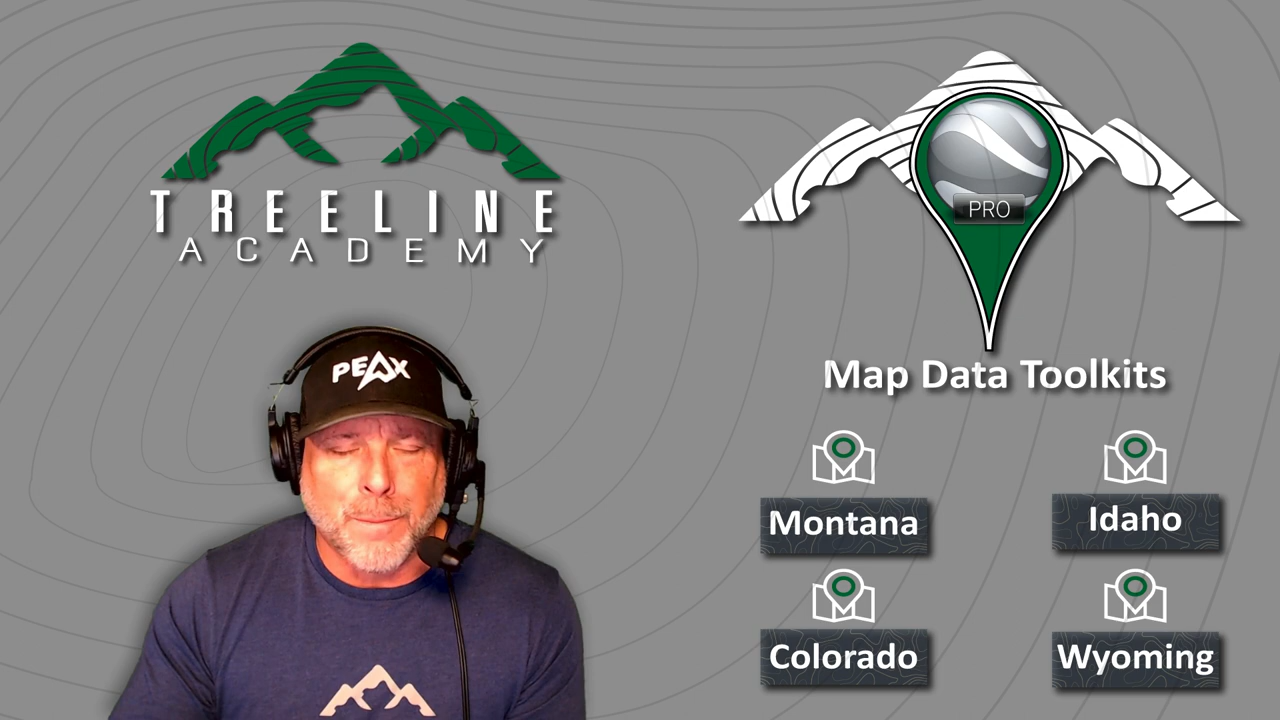 TREELINE
ACADEMY
PRO
PEAX
Map Data Toolkits
Montana
Idaho
Colorado
Wyoming